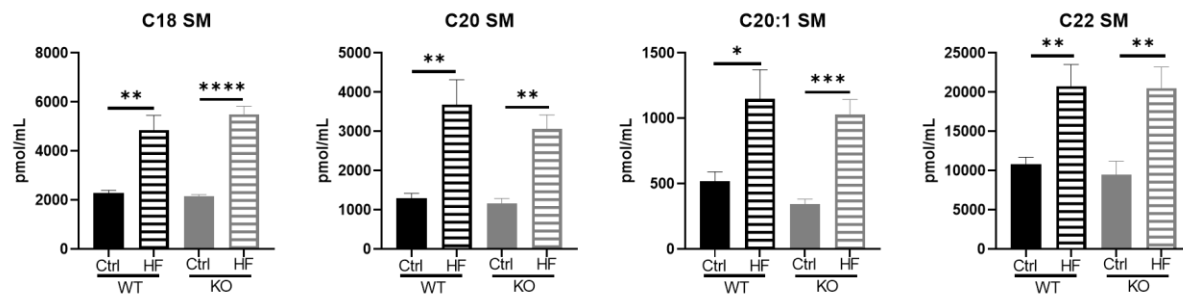 C18 SM
pmol/mL
8000
6000
4000
2000
0
**
****
Ctrl HF Ctrl HF
WT KO
C20 SM
pmol/mL
5000
4000
3000
2000
1000
0
**
**
Ctrl HF Ctrl HF
WT KO
C20:1 SM
pmol/mL
1500
1000
500
0
*
***
Ctrl HF Ctrl HF
WT KO
C22 SM
pmol/mL
25000
20000
15000
10000
5000
0
**
**
Ctrl HF Ctrl HF
WT KO